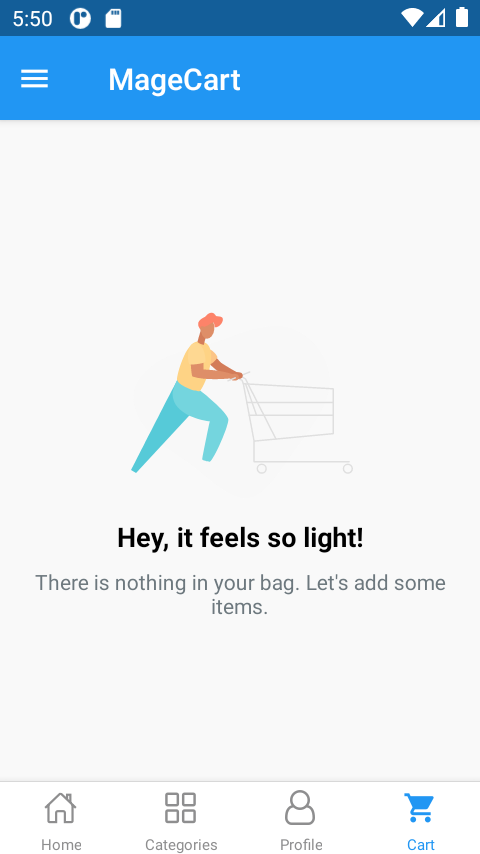 5:50
MageCart
Hey, it feels so light!
There is nothing in your bag. Let's add some
items.
Home
Categories
Profile
Cart